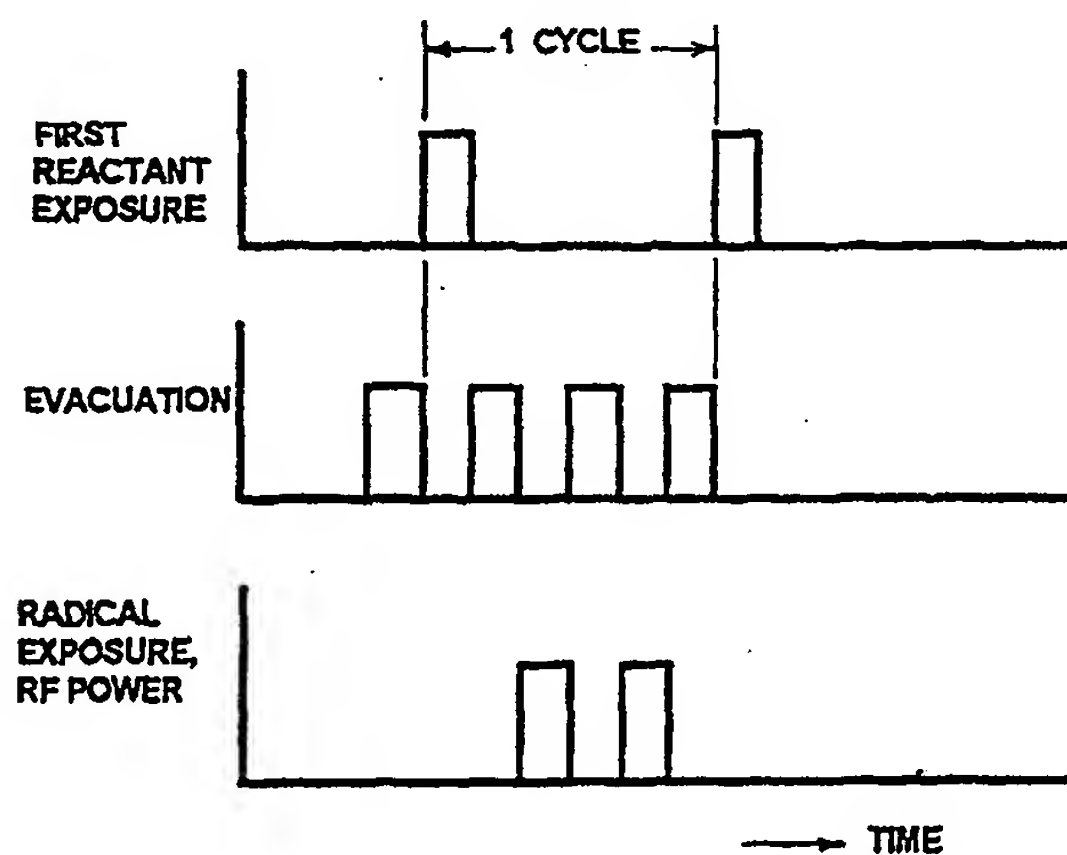 1 CYCLE
FIRST
REACTANT
EXPOSURE
EVACUATION
RADICAL
EXPOSURE,
RF POWER
TIME